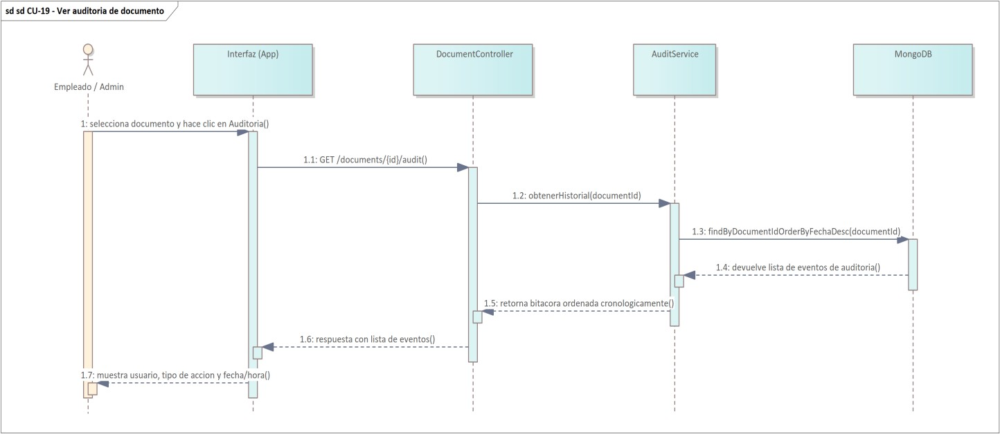 sd sd CU-19 - Ver auditoria de documento
Empleado / Admin
Interfaz (App)
DocumentController
AuditService
MongoDB
1: selecciona documento y hace clic en Auditoria()
1.1: GET /documents/{id}/audit()
1.2: obtenerHistorial(documentId)
1.3: findByDocumentIdOrderByFechaDesc(documentId)
1.4: devuelve lista de eventos de auditoria()
1.5: retorna bitacora ordenada cronologicamente()
1.6: respuesta con lista de eventos()
1.7: muestra usuario, tipo de accion y fecha/hora()